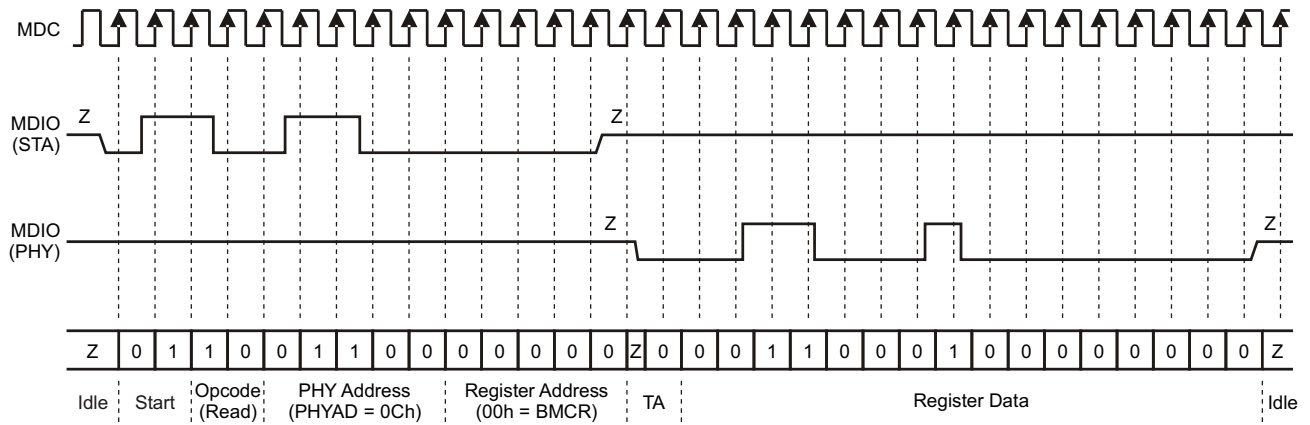 MDC
Z Z
MDIO
(STA)
MDIO
(PHY)
Z Z
Z 0 1 1 0 0 1 1 0 0 0 0 0 0 0 Z 0 0 0 0 1 1 0 0 0 1 0 0 0 0 0 0 0 0 Z
Idle Start Opcode PHY Address Register Address TA Register Data Idle
(Read) (PHYAD = 0Ch) (00h = BMCR)